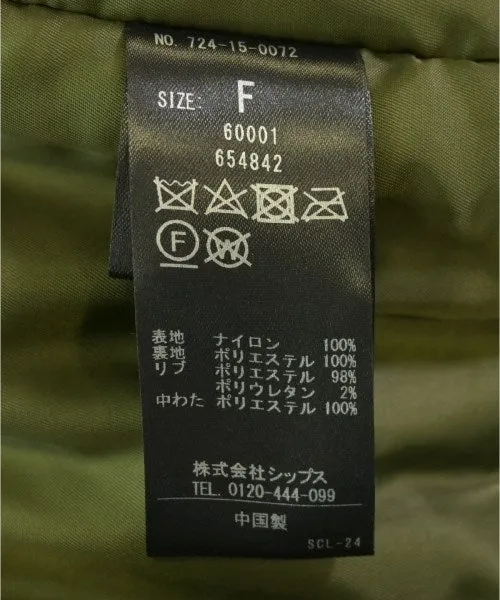 NO. 724-15-0072
SIZE: F
60001
654842
F W
表地 ナイロン 100%
裏地 ポリエステル 100%
リブ ポリエステル 98%
ポリウレタン 2%
中わた ポリエステル 100%
株式会社シップス
TEL. 0120-444-099
中国製
SCL-24